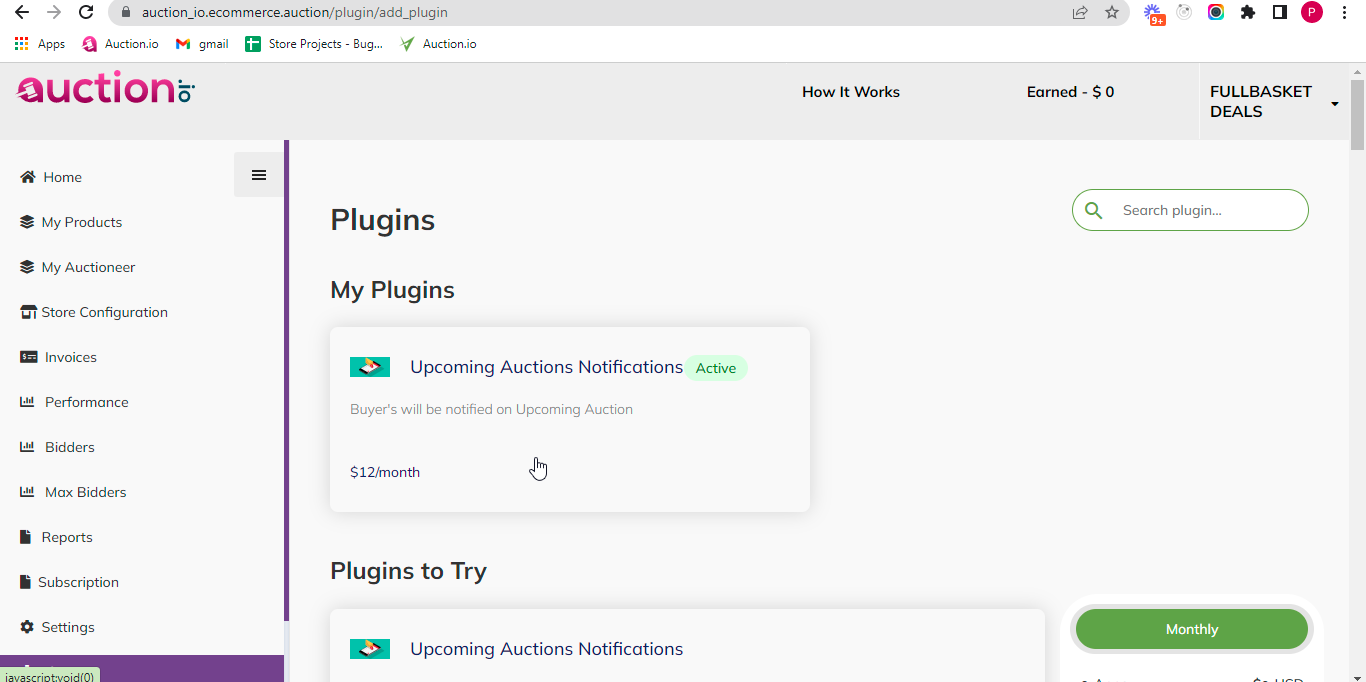 auction_io.ecommerce.auction/plugin/add_plugin
9+
P
Apps
Auction.io
gmail
Store Projects - Bug...
Auction.io
auction.io
How It Works
Earned - $ 0
FULLBASKET
DEALS
Home
My Products
My Auctioneer
Store Configuration
Invoices
Performance
Bidders
Max Bidders
Reports
Subscription
Settings
javascript:void(0)
Plugins
Search plugin...
My Plugins
Upcoming Auctions Notifications
Active
Buyer's will be notified on Upcoming Auction
$12/month
Plugins to Try
Upcoming Auctions Notifications
Monthly
USD